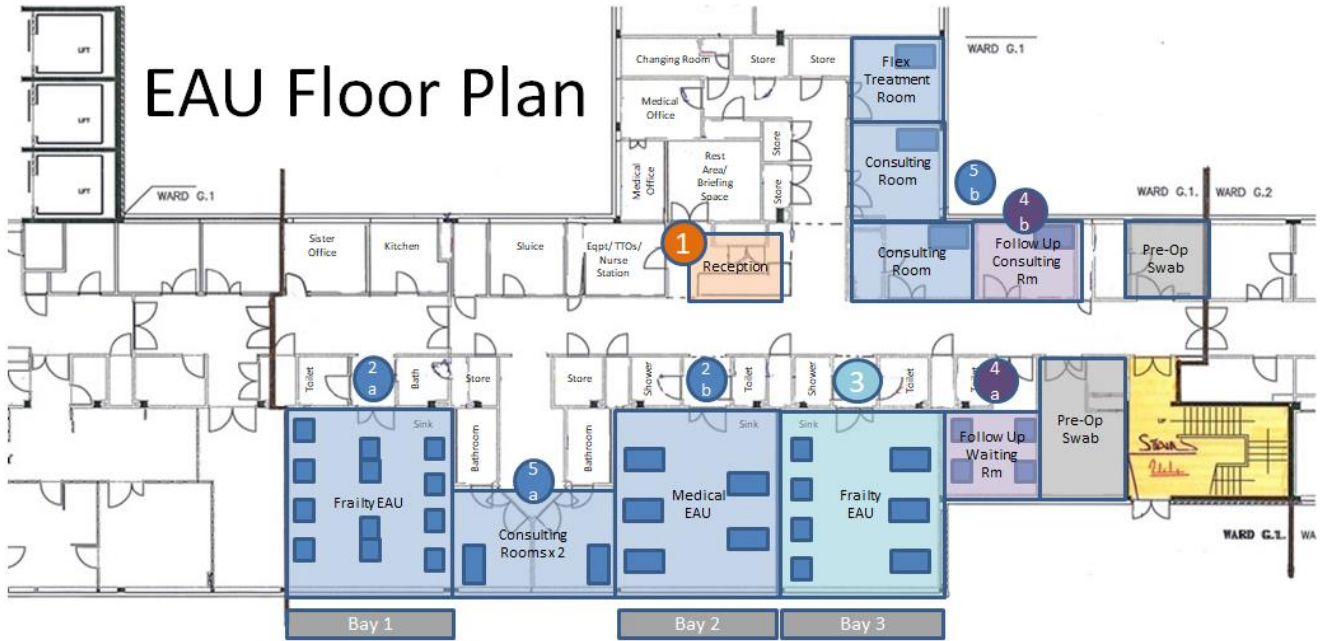 EAU Floor Plan
LIFT
LIFT
LIFT
WARD G.1
WARD G.1
WARD G.1.
WARD G.2
Changing Room
Store
Store
Flex
Treatment
Room
Medical
Office
Medical
Office
Rest
Area/
Briefing
Space
Store
Store
Consulting
Room
5
b
4
b
Sister
Office
Kitchen
Sluice
Eqpt/ TTOs/
Nurse
Station
1
Reception
Consulting
Room
Follow Up
Consulting
Rm
Pre-Op
Swab
Toilet
2
a
Bath
Store
Store
Shower
2
b
Toilet
Shower
3
Toilet
Toilet
4
a
Sink
Bathroom
Bathroom
Sink
Sink
Frailty EAU
5
a
Consulting
Rooms x 2
Medical
EAU
Frailty
EAU
Follow Up
Waiting
Rm
Pre-Op
Swab
STAIRS
WARD G.1.
WA
Bay 1
Bay 2
Bay 3